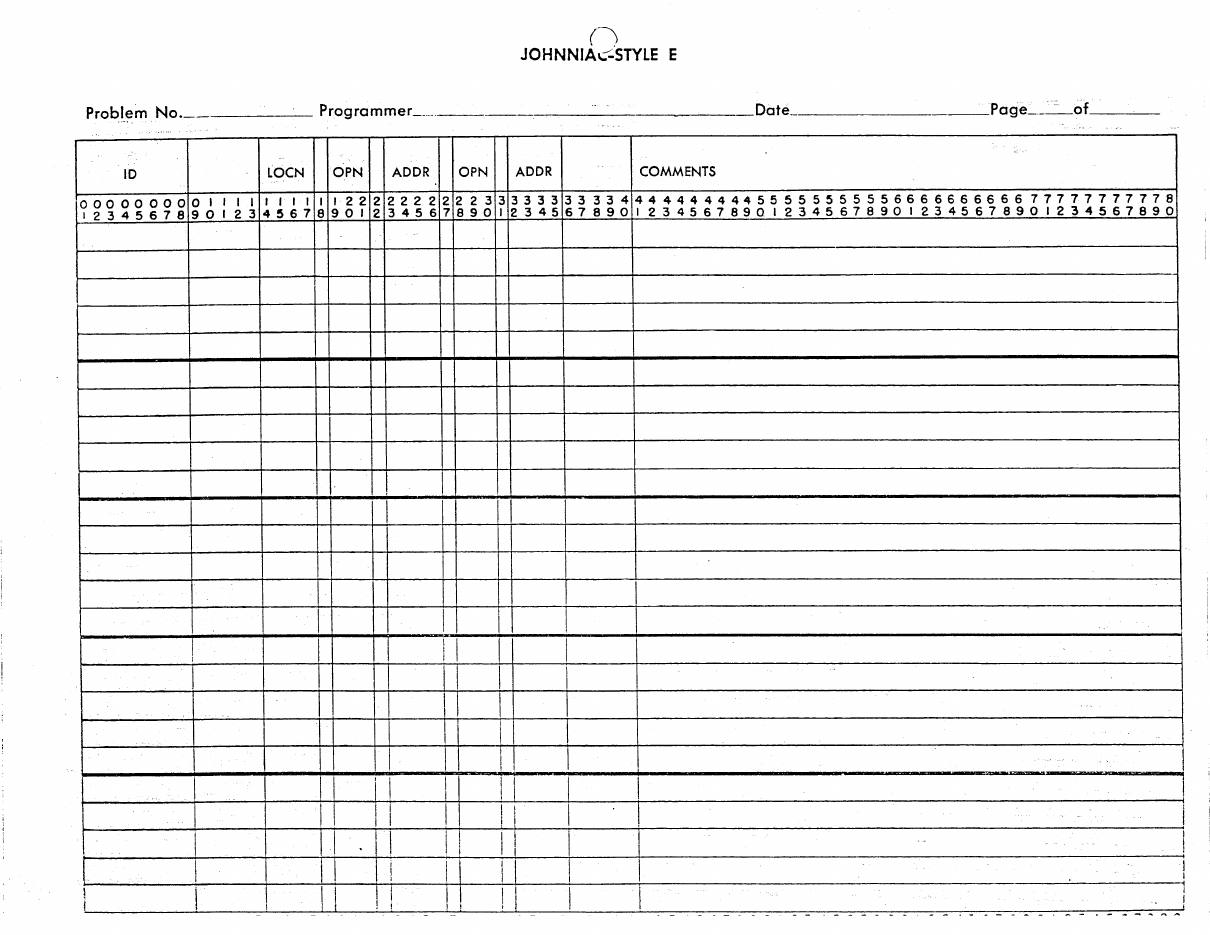 JOHNNIAC-STYLE E
Problem No. Programmer Date Page of
ID LOCN OPN ADDR OPN ADDR COMMENTS
0 0 0 0 0 0 0 0 0 1 1 1 1 1 1 1 1 1 1 2 2 2 2 2 2 2 2 2 2 3 3 3 3 3 3 3 3 3 3 4 4 4 4 4 4 4 4 4 4 5 5 5 5 5 5 5 5 5 5 6 6 6 6 6 6 6 6 6 6 7 7 7 7 7 7 7 7 7 7 8
1 2 3 4 5 6 7 8 9 0 1 2 3 4 5 6 7 8 9 0 1 2 3 4 5 6 7 8 9 0 1 2 3 4 5 6 7 8 9 0 1 2 3 4 5 6 7 8 9 0 1 2 3 4 5 6 7 8 9 0 1 2 3 4 5 6 7 8 9 0 1 2 3 4 5 6 7 8 9 0